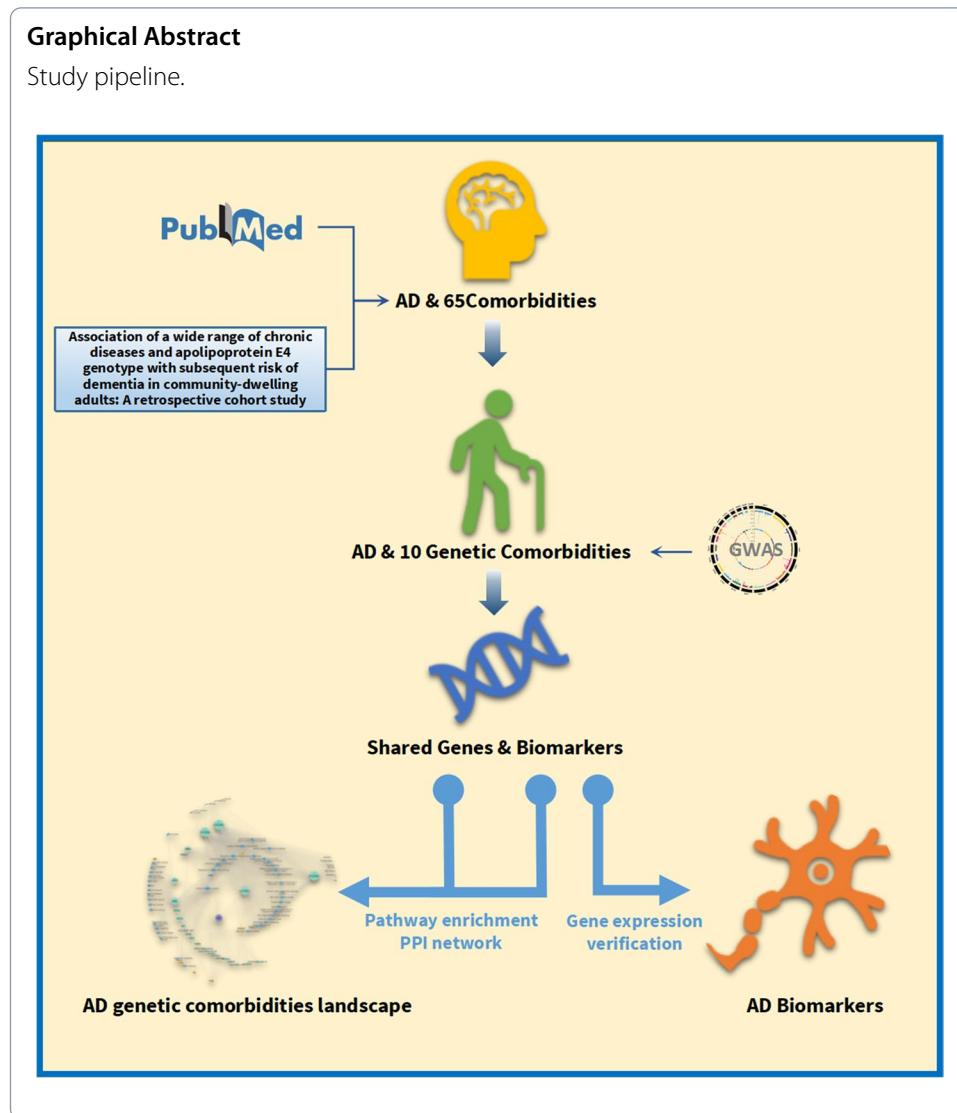 Graphical Abstract
Study pipeline.
PubMed
AD & 65Comorbidities
Association of a wide range of chronic
diseases and apolipoprotein E4
genotype with subsequent risk of
dementia in community-dwelling
adults: A retrospective cohort study
AD & 10 Genetic Comorbidities
GWAS
Shared Genes & Biomarkers
Pathway enrichment
PPI network
Gene expression
verification
AD genetic comorbidities landscape
AD Biomarkers